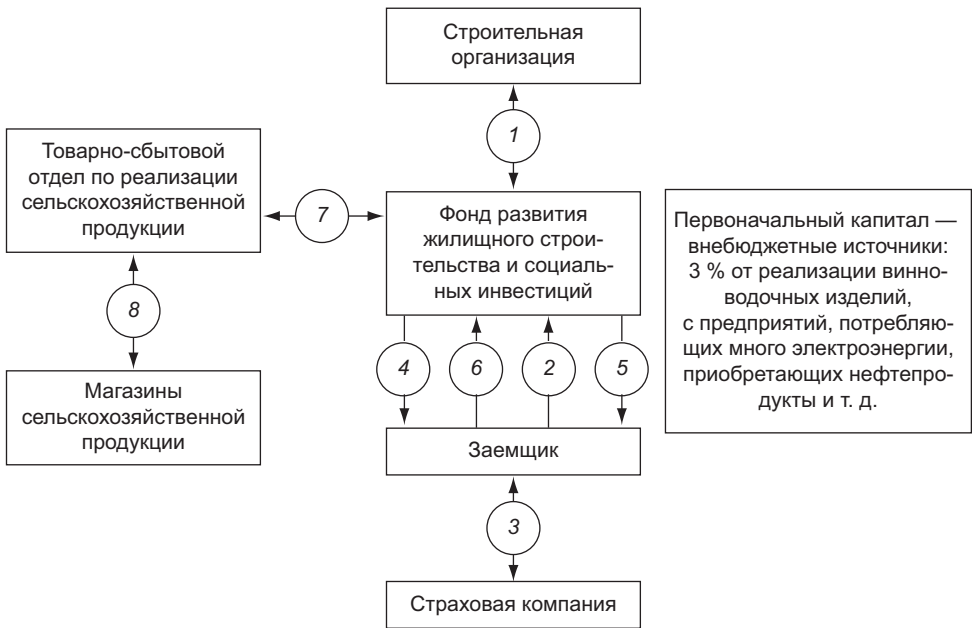 Строительная
организация
1
Товарно-сбытовой
отдел по реализации
сельскохозяйственной
продукции
7
Фонд развития
жилищного строи-
тельства и социаль-
ных инвестиций
Первоначальный капитал —
внебюджетные источники:
3 % от реализации винно-
водочных изделий,
с предприятий, потребляю-
щих много электроэнергии,
приобретающих нефтепро-
дукты и т. д.
8
4
6
2
5
Магазины
сельскохозяйственной
продукции
Заемщик
3
Страховая компания